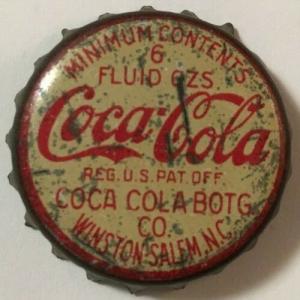 MINIMUM CONTENTS
6
FLUID OZS
Coca-Cola
REG. U.S. PAT. OFF
COCA COLA BOTG.
CO.
WINSTON-SALEM, N.C.